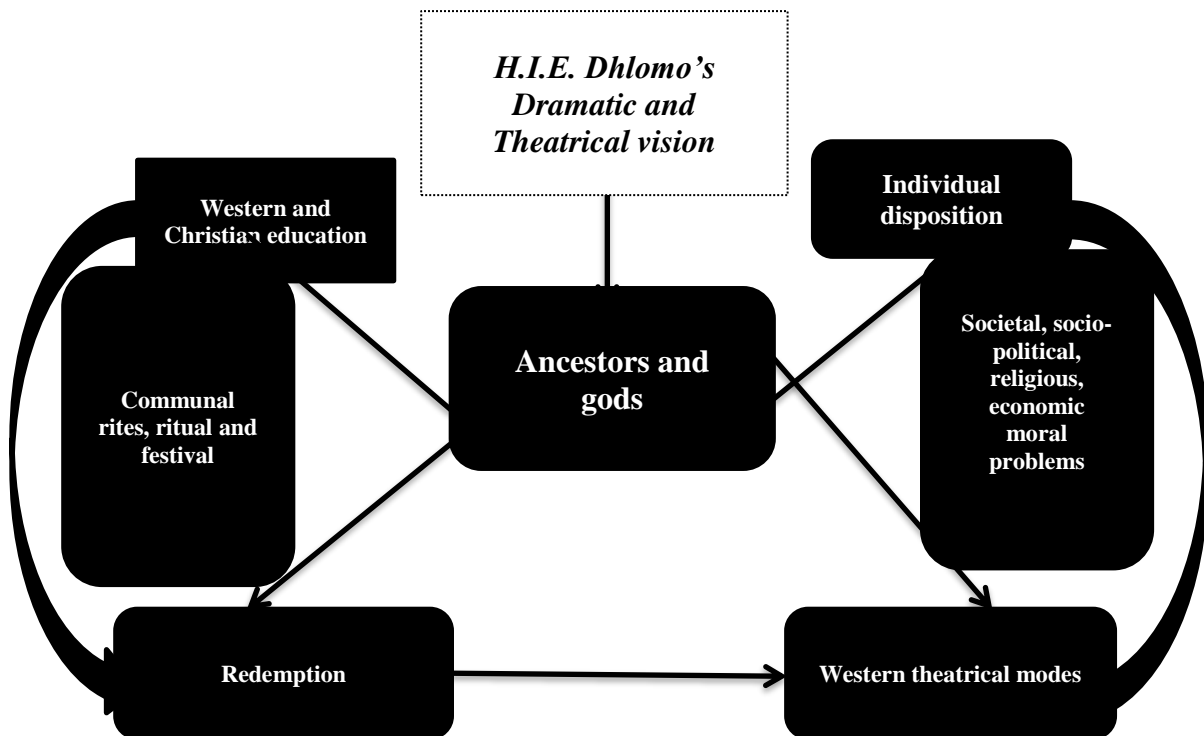 H.I.E. Dhlomo’s
Dramatic and
Theatrical vision
Western and
Christian education
Individual
disposition
Communal
rites, ritual and
festival
Ancestors and
gods
Societal, socio-
political,
religious,
economic
moral
problems
Redemption
Western theatrical modes